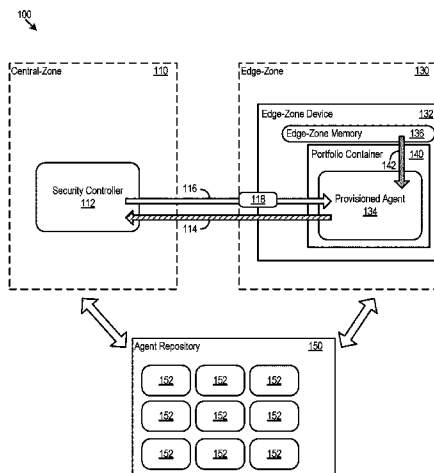 100
Central-Zone 110
Edge-Zone 130
Edge-Zone Device 132
Edge-Zone Memory 136
Portfolio Container 140
142
Security Controller
112
116
118
Provisioned Agent
134
114
Agent Repository 150
152 152 152
152 152 152
152 152 152